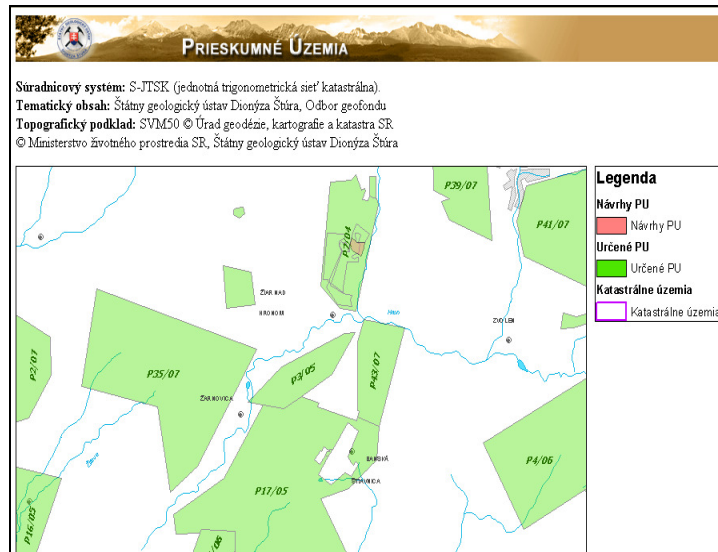 PRIESKUMNÉ ÚZEMIA
Súradnicový systém: S-JTSK (jednotná trigonometrická sieť katastrálna).
Tematický obsah: Štátny geologický ústav Dionýza Štúra, Odbor geofondu
Topografický podklad: SVM50 © Úrad geodézie, kartografie a katastra SR
© Ministerstvo životného prostredia SR, Štátny geologický ústav Dionýza Štúra
P39/07
P41/07
P7/04
ŽIAR NAD
HRONOM
Hron
ZVOLEN
P2/07
P35/07
P3/05
P43/07
ŽARNOVICA
BANSKÁ
ŠTIAVNICA
P4/06
P17/05
P16/05
Legenda
Návrhy PU
Návrhy PU
Určené PU
Určené PU
Katastrálne územia
Katastrálne územia